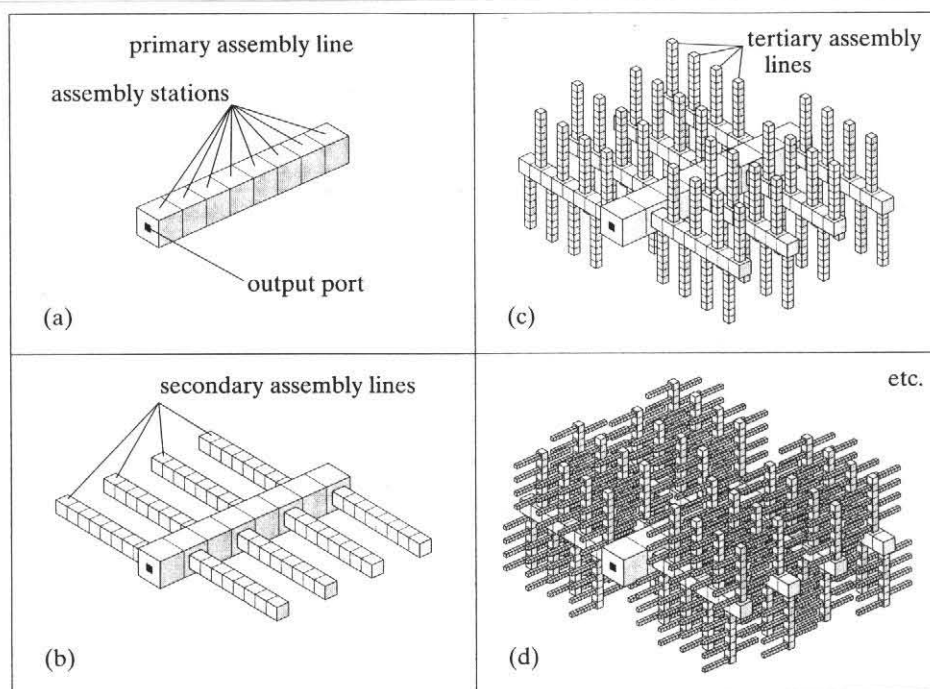 primary assembly line
assembly stations
output port
(a)
tertiary assembly
lines
(c)
secondary assembly lines
(b)
etc.
(d)